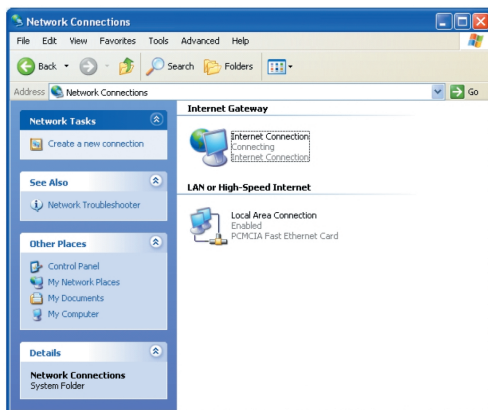 Network Connections
File Edit View Favorites Tools Advanced Help
Back Search Folders
Address Network Connections Go
Network Tasks
Create a new connection
See Also
Network Troubleshooter
Other Places
Control Panel
My Network Places
My Documents
My Computer
Details
Network Connections
System Folder
Internet Gateway
Internet Connection
Connecting
Internet Connection
LAN or High-Speed Internet
Local Area Connection
Enabled
PCMCIA Fast Ethernet Card